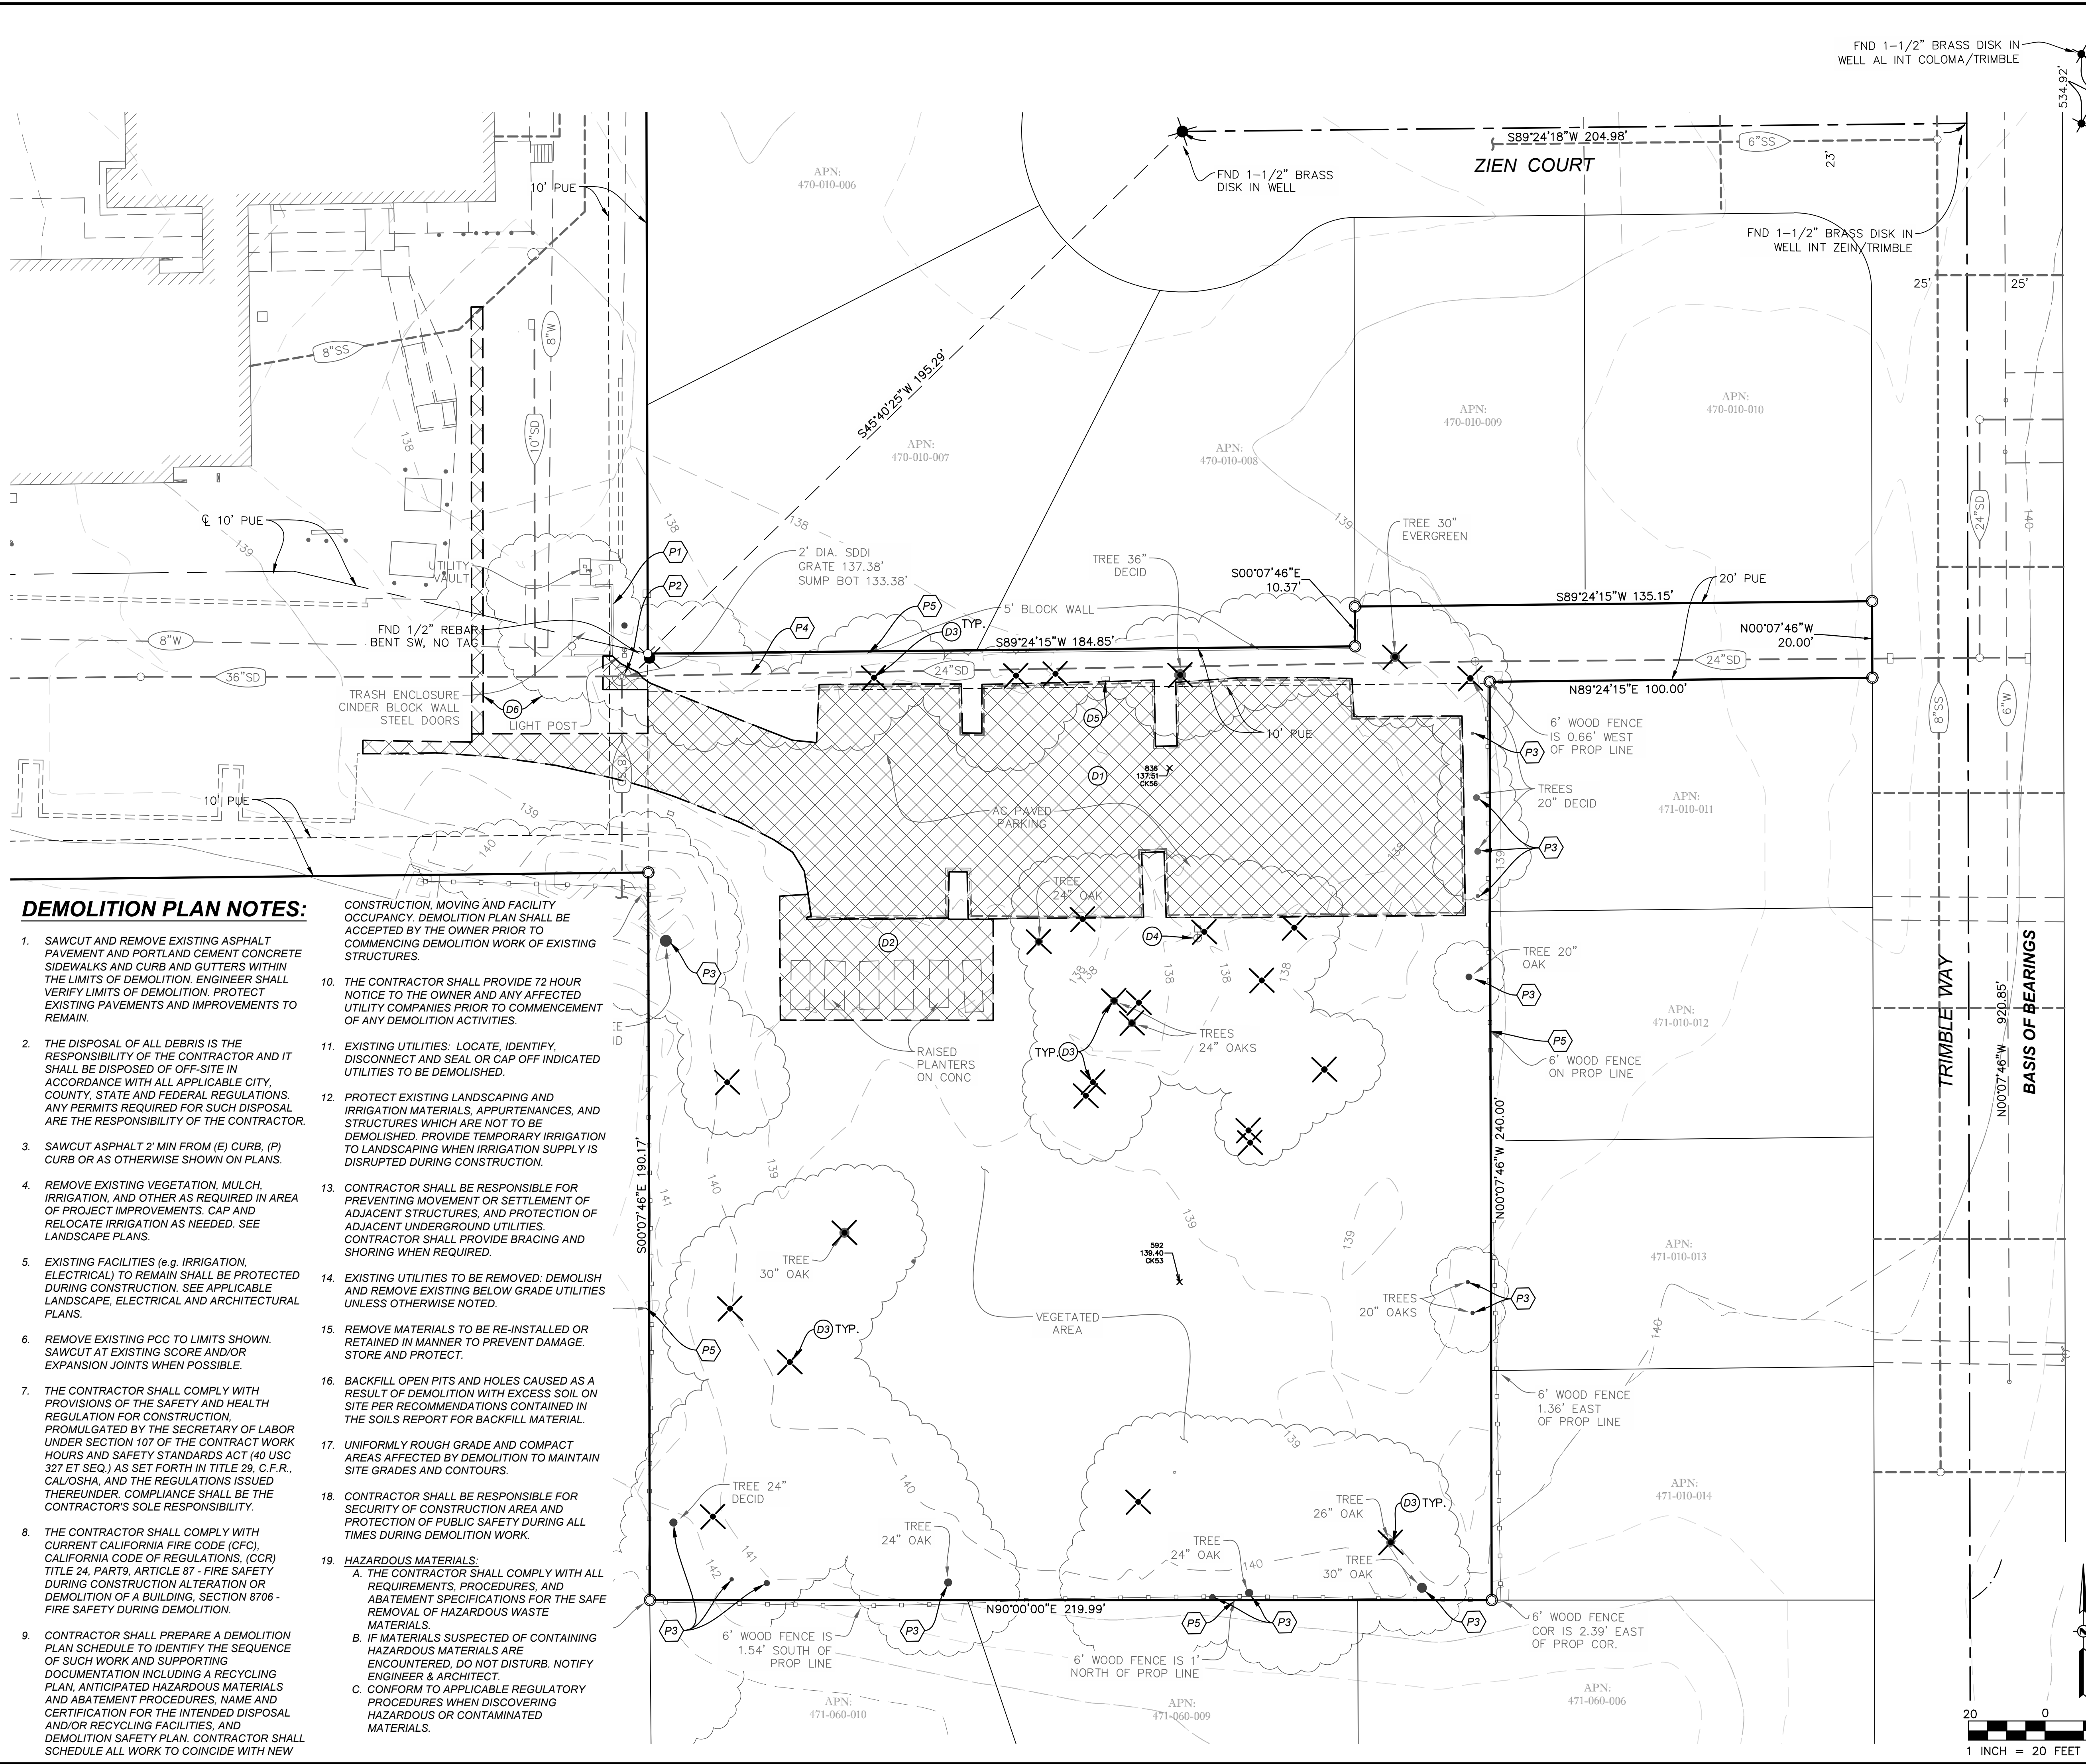 FND 1-1/2" BRASS DISK IN
WELL AL INT COLOMA/TRIMBLE
534.92'
S89°24'18"W 204.98'
6"SS
23'
ZIEN COURT
FND 1-1/2" BRASS
DISK IN WELL
FND 1-1/2" BRASS DISK IN
WELL INT ZEIN/TRIMBLE
25'
25'
APN:
470-010-006
10' PUE
8"SS
8"W
10"SD
138
S45°40'25"W 195.29'
APN:
470-010-007
APN:
470-010-008
APN:
470-010-009
APN:
470-010-010
24"SD
140
℄ 10' PUE
139
UTILITY
VAULT
P1
P2
138
138
2' DIA. SDDI
GRATE 137.38'
SUMP BOT 133.38'
139
TREE 30"
EVERGREEN
TREE 36"
DECID
S00°07'46"E
10.37'
20' PUE
S89°24'15"W 135.15'
N00°07'46"W
20.00'
P5
5' BLOCK WALL
D3
TYP.
P4
8"W
FND 1/2" REBAR
BENT SW, NO TAG
S89°24'15"W 184.85'
24"SD
24"SD
36"SD
N89°24'15"E 100.00'
TRASH ENCLOSURE
CINDER BLOCK WALL
STEEL DOORS
D6
LIGHT POST
D5
10' PUE
8"SS
6"W
6' WOOD FENCE
IS 0.66' WEST
OF PROP LINE
P3
D1
836
137.51
CK56
TREES
20" DECID
P3
APN:
471-010-011
10' PUE
139
140
AC PAVED
PARKING
138
139
TREE
24" OAK
D2
D4
P3
138
138
138
138
138
TREE 20"
OAK
P3
APN:
471-010-012
P5
6' WOOD FENCE
ON PROP LINE
TREES
24" OAKS
TYP.
D3
RAISED
PLANTERS
ON CONC
TRIMBLE WAY
N00°07'46"W 920.85'
BASIS OF BEARINGS
S00°07'46"E 190.17'
141
140
139
N00°07'46"W 240.00'
139
139
592
139.40
CK53
TREE
30" OAK
APN:
471-010-013
TREES
20" OAKS
P3
VEGETATED
AREA
140
D3
TYP.
P5
6' WOOD FENCE
1.36' EAST
OF PROP LINE
139
140
TREE 24"
DECID
TREE
24" OAK
TREE
26" OAK
D3
TYP.
APN:
471-010-014
TREE
24" OAK
140
TREE
30" OAK
141
142
N90°00'00"E 219.99'
P3
P3
P5
P3
P3
6' WOOD FENCE IS
1.54' SOUTH OF
PROP LINE
6' WOOD FENCE IS 1'
NORTH OF PROP LINE
6' WOOD FENCE
COR IS 2.39' EAST
OF PROP COR.
APN:
471-060-010
APN:
471-060-009
APN:
471-060-006
20
0
1 INCH = 20 FEET
DEMOLITION PLAN NOTES:
1. SAWCUT AND REMOVE EXISTING ASPHALT
PAVEMENT AND PORTLAND CEMENT CONCRETE
SIDEWALKS AND CURB AND GUTTERS WITHIN
THE LIMITS OF DEMOLITION. ENGINEER SHALL
VERIFY LIMITS OF DEMOLITION. PROTECT
EXISTING PAVEMENTS AND IMPROVEMENTS TO
REMAIN.
2. THE DISPOSAL OF ALL DEBRIS IS THE
RESPONSIBILITY OF THE CONTRACTOR AND IT
SHALL BE DISPOSED OF OFF-SITE IN
ACCORDANCE WITH ALL APPLICABLE CITY,
COUNTY, STATE AND FEDERAL REGULATIONS.
ANY PERMITS REQUIRED FOR SUCH DISPOSAL
ARE THE RESPONSIBILITY OF THE CONTRACTOR.
3. SAWCUT ASPHALT 2' MIN FROM (E) CURB, (P)
CURB OR AS OTHERWISE SHOWN ON PLANS.
4. REMOVE EXISTING VEGETATION, MULCH,
IRRIGATION, AND OTHER AS REQUIRED IN AREA
OF PROJECT IMPROVEMENTS. CAP AND
RELOCATE IRRIGATION AS NEEDED. SEE
LANDSCAPE PLANS.
5. EXISTING FACILITIES (e.g. IRRIGATION,
ELECTRICAL) TO REMAIN SHALL BE PROTECTED
DURING CONSTRUCTION. SEE APPLICABLE
LANDSCAPE, ELECTRICAL AND ARCHITECTURAL
PLANS.
6. REMOVE EXISTING PCC TO LIMITS SHOWN.
SAWCUT AT EXISTING SCORE AND/OR
EXPANSION JOINTS WHEN POSSIBLE.
7. THE CONTRACTOR SHALL COMPLY WITH
PROVISIONS OF THE SAFETY AND HEALTH
REGULATION FOR CONSTRUCTION,
PROMULGATED BY THE SECRETARY OF LABOR
UNDER SECTION 107 OF THE CONTRACT WORK
HOURS AND SAFETY STANDARDS ACT (40 USC
327 ET SEQ.) AS SET FORTH IN TITLE 29, C.F.R.,
CAL/OSHA, AND THE REGULATIONS ISSUED
THEREUNDER. COMPLIANCE SHALL BE THE
CONTRACTOR'S SOLE RESPONSIBILITY.
8. THE CONTRACTOR SHALL COMPLY WITH
CURRENT CALIFORNIA FIRE CODE (CFC),
CALIFORNIA CODE OF REGULATIONS, (CCR)
TITLE 24, PART9, ARTICLE 87 - FIRE SAFETY
DURING CONSTRUCTION ALTERATION OR
DEMOLITION OF A BUILDING, SECTION 8706 -
FIRE SAFETY DURING DEMOLITION.
9. CONTRACTOR SHALL PREPARE A DEMOLITION
PLAN SCHEDULE TO IDENTIFY THE SEQUENCE
OF SUCH WORK AND SUPPORTING
DOCUMENTATION INCLUDING A RECYCLING
PLAN, ANTICIPATED HAZARDOUS MATERIALS
AND ABATEMENT PROCEDURES, NAME AND
CERTIFICATION FOR THE INTENDED DISPOSAL
AND/OR RECYCLING FACILITIES, AND
DEMOLITION SAFETY PLAN. CONTRACTOR SHALL
SCHEDULE ALL WORK TO COINCIDE WITH NEW
CONSTRUCTION, MOVING AND FACILITY
OCCUPANCY. DEMOLITION PLAN SHALL BE
ACCEPTED BY THE OWNER PRIOR TO
COMMENCING DEMOLITION WORK OF EXISTING
STRUCTURES.
10. THE CONTRACTOR SHALL PROVIDE 72 HOUR
NOTICE TO THE OWNER AND ANY AFFECTED
UTILITY COMPANIES PRIOR TO COMMENCEMENT
OF ANY DEMOLITION ACTIVITIES.
11. EXISTING UTILITIES: LOCATE, IDENTIFY,
DISCONNECT AND SEAL OR CAP OFF INDICATED
UTILITIES TO BE DEMOLISHED.
12. PROTECT EXISTING LANDSCAPING AND
IRRIGATION MATERIALS, APPURTENANCES, AND
STRUCTURES WHICH ARE NOT TO BE
DEMOLISHED. PROVIDE TEMPORARY IRRIGATION
TO LANDSCAPING WHEN IRRIGATION SUPPLY IS
DISRUPTED DURING CONSTRUCTION.
13. CONTRACTOR SHALL BE RESPONSIBLE FOR
PREVENTING MOVEMENT OR SETTLEMENT OF
ADJACENT STRUCTURES, AND PROTECTION OF
ADJACENT UNDERGROUND UTILITIES.
CONTRACTOR SHALL PROVIDE BRACING AND
SHORING WHEN REQUIRED.
14. EXISTING UTILITIES TO BE REMOVED: DEMOLISH
AND REMOVE EXISTING BELOW GRADE UTILITIES
UNLESS OTHERWISE NOTED.
15. REMOVE MATERIALS TO BE RE-INSTALLED OR
RETAINED IN MANNER TO PREVENT DAMAGE.
STORE AND PROTECT.
16. BACKFILL OPEN PITS AND HOLES CAUSED AS A
RESULT OF DEMOLITION WITH EXCESS SOIL ON
SITE PER RECOMMENDATIONS CONTAINED IN
THE SOILS REPORT FOR BACKFILL MATERIAL.
17. UNIFORMLY ROUGH GRADE AND COMPACT
AREAS AFFECTED BY DEMOLITION TO MAINTAIN
SITE GRADES AND CONTOURS.
18. CONTRACTOR SHALL BE RESPONSIBLE FOR
SECURITY OF CONSTRUCTION AREA AND
PROTECTION OF PUBLIC SAFETY DURING ALL
TIMES DURING DEMOLITION WORK.
19. HAZARDOUS MATERIALS:
A. THE CONTRACTOR SHALL COMPLY WITH ALL
REQUIREMENTS, PROCEDURES, AND
ABATEMENT SPECIFICATIONS FOR THE SAFE
REMOVAL OF HAZARDOUS WASTE
MATERIALS.
B. IF MATERIALS SUSPECTED OF CONTAINING
HAZARDOUS MATERIALS ARE
ENCOUNTERED, DO NOT DISTURB. NOTIFY
ENGINEER & ARCHITECT.
C. CONFORM TO APPLICABLE REGULATORY
PROCEDURES WHEN DISCOVERING
HAZARDOUS OR CONTAMINATED
MATERIALS.